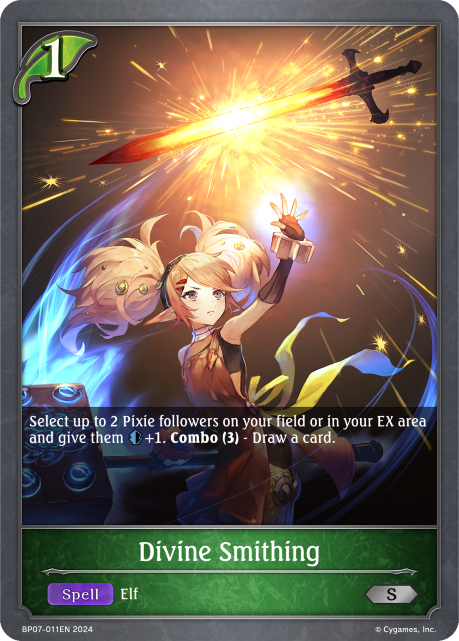 1
Select up to 2 Pixie followers on your field or in your EX area
and give them +1. Combo (3) - Draw a card.
Divine Smithing
Spell Elf
S
BP07-011EN 2024
© Cygames, Inc.